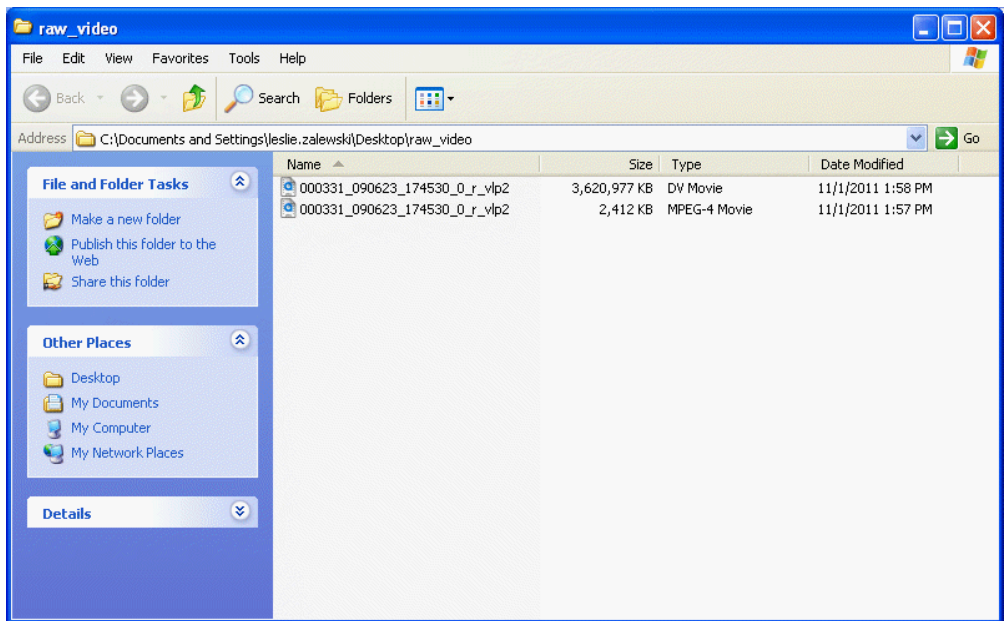 raw_video
File Edit View Favorites Tools Help
Back Search Folders
Address C:\Documents and Settings\leslie.zalewski\Desktop\raw_video Go
File and Folder Tasks
Make a new folder
Publish this folder to the
Web
Share this folder
Other Places
Desktop
My Documents
My Computer
My Network Places
Details
Name Size Type Date Modified
000331_090623_174530_0_r_vlp2 3,620,977 KB DV Movie 11/1/2011 1:58 PM
000331_090623_174530_0_r_vlp2 2,412 KB MPEG-4 Movie 11/1/2011 1:57 PM